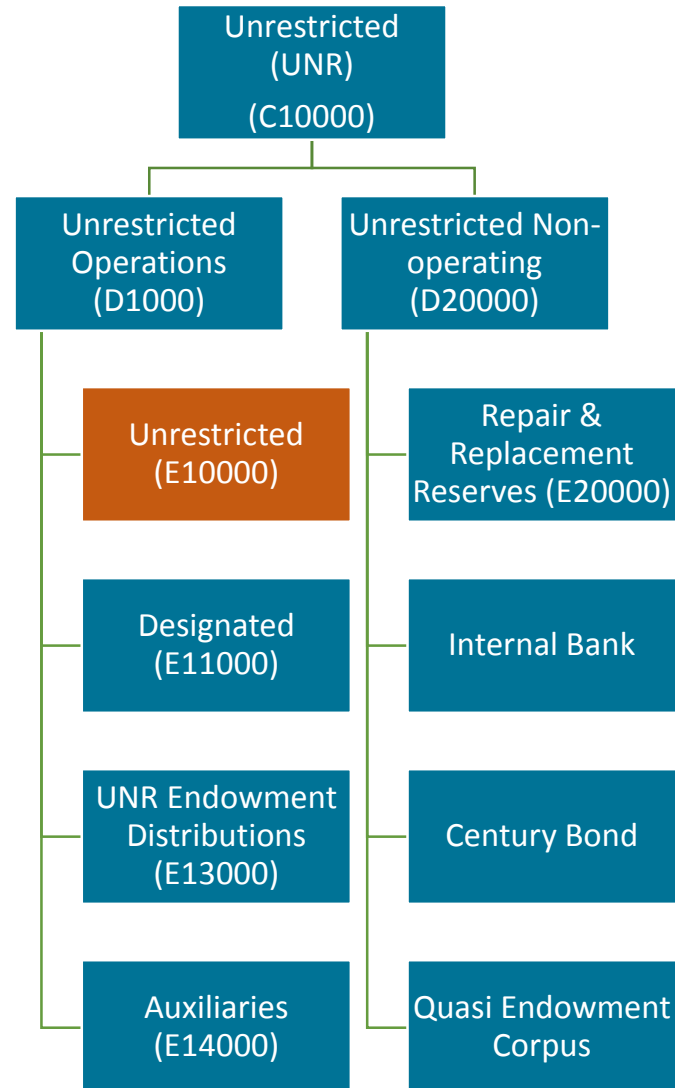 Unrestricted
(UNR)
(C10000)
Unrestricted
Operations
(D1000)
Unrestricted Non-
operating
(D20000)
Unrestricted
(E10000)
Designated
(E11000)
UNR Endowment
Distributions
(E13000)
Auxiliaries
(E14000)
Repair &
Replacement
Reserves (E20000)
Internal Bank
Century Bond
Quasi Endowment
Corpus